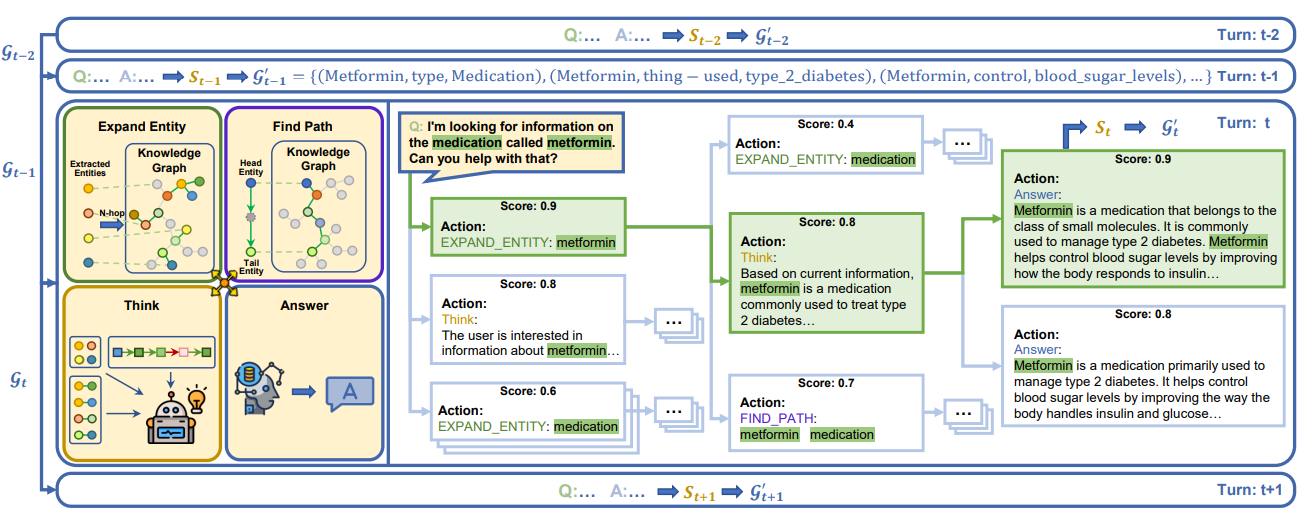 Q:... A:... S_{t-2} 𝒢'_{t-2} Turn: t-2
𝒢_{t-2}
Q:... A:... S_{t-1} 𝒢'_{t-1} = {(Metformin, type, Medication), (Metformin, thing − used, type_2_diabetes), (Metformin, control, blood_sugar_levels), ... } Turn: t-1
𝒢_{t-1}
𝒢_t
Expand Entity
Extracted
Entities
Knowledge
Graph
N-hop
Find Path
Head
Entity
Knowledge
Graph
Tail
Entity
Think
Answer
A
Q: I'm looking for information on
the medication called metformin.
Can you help with that?
Score: 0.9
Action:
EXPAND_ENTITY: metformin
Score: 0.8
Action:
Think:
The user is interested in
information about metformin...
...
Score: 0.6
Action:
EXPAND_ENTITY: medication
...
Score: 0.4
Action:
EXPAND_ENTITY: medication
...
Score: 0.8
Action:
Think:
Based on current information,
metformin is a medication
commonly used to treat type
2 diabetes...
Score: 0.7
Action:
FIND_PATH:
metformin medication
...
S_t 𝒢'_t Turn: t
Score: 0.9
Action:
Answer:
Metformin is a medication that belongs to the
class of small molecules. It is commonly
used to manage type 2 diabetes. Metformin
helps control blood sugar levels by improving
how the body responds to insulin...
Score: 0.8
Action:
Answer:
Metformin is a medication primarily used to
manage type 2 diabetes. It helps control
blood sugar levels by improving the way the
body handles insulin and glucose...
Q:... A:... S_{t+1} 𝒢'_{t+1} Turn: t+1